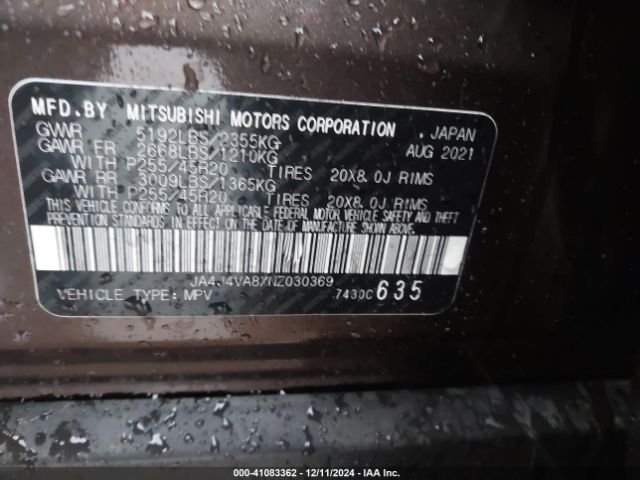 MFD.BY MITSUBISHI MOTORS CORPORATION , JAPAN
GVWR 5192LBS/2355KG AUG 2021
GAWR FR 2668LBS/1210KG
WITH P255/45R20 TIRES 20X8.0J RIMS
GAWR RR 3009LBS/1365KG
WITH P255/45R20 TIRES 20X8.0J RIMS
THIS VEHICLE CONFORMS TO ALL APPLICABLE FEDERAL MOTOR VEHICLE SAFETY AND THEFT
PREVENTION STANDARDS IN EFFECT ON THE DATE OF MANUFACTURE SHOWN ABOVE.
JA4J4VA8XNZ030369
VEHICLE TYPE: MPV 7430C 635
000-41083362 • 12/11/2024 - IAA Inc.